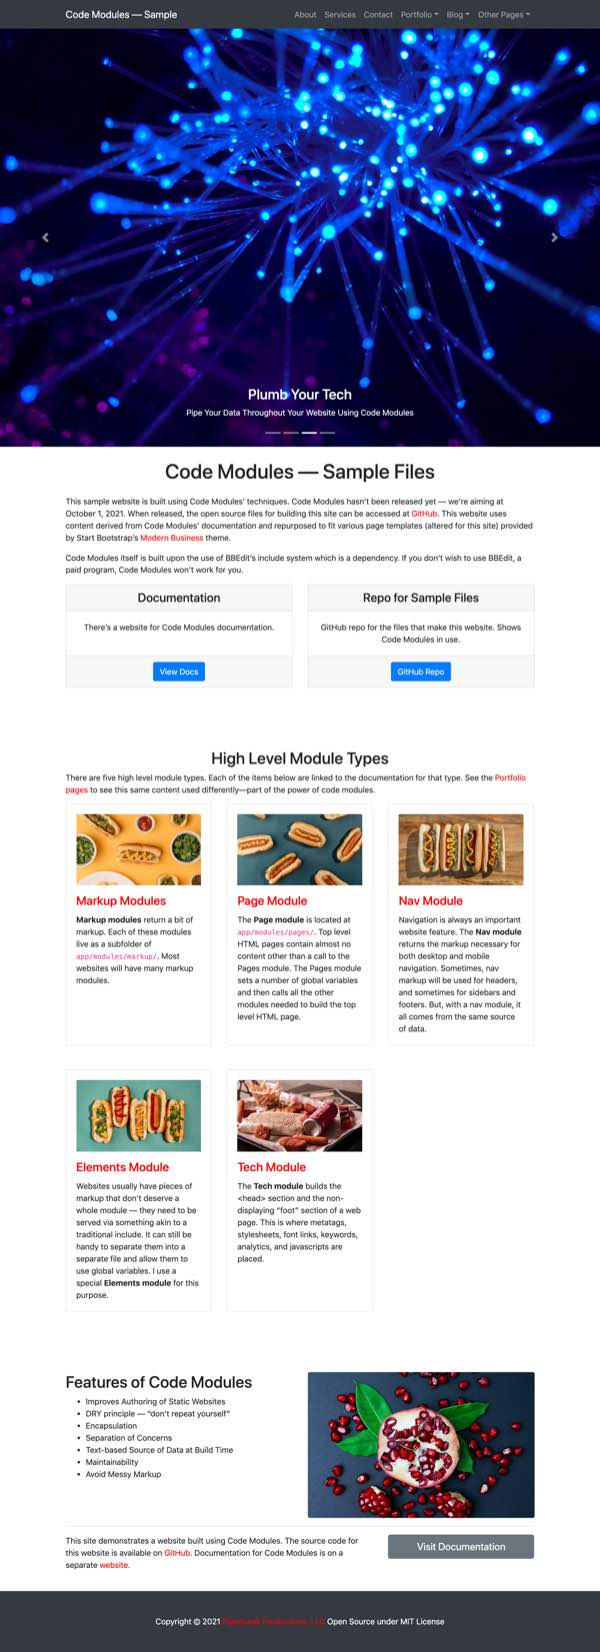 Code Modules — Sample
About Services Contact Portfolio Blog Other Pages
Plumb Your Tech
Pipe Your Data Throughout Your Website Using Code Modules
Code Modules — Sample Files
This sample website is built using Code Modules’ techniques. Code Modules hasn’t been released yet — we’re aiming at
October 1, 2021. When released, the open source files for building this site can be accessed at GitHub. This website uses
content derived from Code Modules’ documentation and repurposed to fit various page templates (altered for this site) provided
by Start Bootstrap’s Modern Business theme.
Code Modules itself is built upon the use of BBEdit’s include system which is a dependency. If you don’t wish to use BBEdit, a
paid program, Code Modules won’t work for you.
Documentation
There’s a website for Code Modules documentation.
View Docs
Repo for Sample Files
GitHub repo for the files that make this website. Shows
Code Modules in use.
GitHub Repo
High Level Module Types
There are five high level module types. Each of the items below are linked to the documentation for that type. See the Portfolio
pages to see this same content used differently—part of the power of code modules.
Markup Modules
Markup modules return a bit of
markup. Each of these modules
live as a subfolder of
app/modules/markup/. Most
websites will have many markup
modules.
Page Module
The Page module is located at
app/modules/pages/. Top level
HTML pages contain almost no
content other than a call to the
Pages module. The Pages module
sets a number of global variables
and then calls all the other
modules needed to build the top
level HTML page.
Nav Module
Navigation is always an important
website feature. The Nav module
returns the markup necessary for
both desktop and mobile
navigation. Sometimes, nav
markup will be used for headers,
and sometimes for sidebars and
footers. But, with a nav module, it
all comes from the same source
of data.
Elements Module
Websites usually have pieces of
markup that don’t deserve a
whole module — they need to be
served via something akin to a
traditional include. It can still be
handy to separate them into a
separate file and allow them to
use global variables. I use a
special Elements module for this
purpose.
Tech Module
The Tech module builds the
<head> section and the non-
displaying “foot” section of a web
page. This is where metatags,
stylesheets, font links, keywords,
analytics, and javascripts are
placed.
Features of Code Modules
• Improves Authoring of Static Websites
• DRY principle — “don’t repeat yourself”
• Encapsulation
• Separation of Concerns
• Text-based Source of Data at Build Time
• Maintainability
• Avoid Messy Markup
This site demonstrates a website built using Code Modules. The source code for
this website is available on GitHub. Documentation for Code Modules is on a
separate website.
Visit Documentation
Copyright © 2021 Productions, LLC Open Source under MIT License